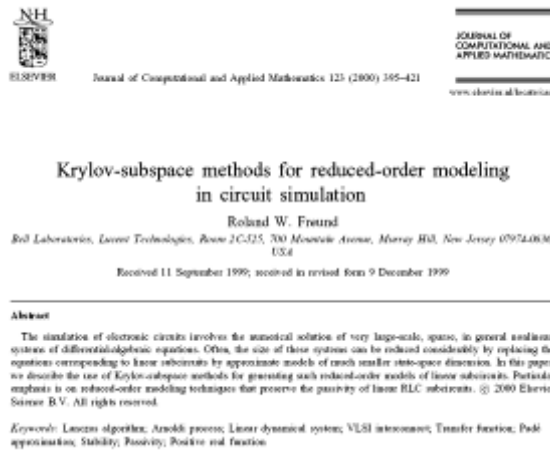 NH
ELSEVIER
JOURNAL OF
COMPUTATIONAL AND
APPLIED MATHEMATICS
Journal of Computational and Applied Mathematics 123 (2000) 395–421
Krylov-subspace methods for reduced-order modeling
in circuit simulation
Roland W. Freund
Bell Laboratories, Lucent Technologies, Room 2C-525, 700 Mountain Avenue, Murray Hill, New Jersey 07974-0636,
USA
Received 11 September 1999; received in revised form 9 December 1999
Abstract
The simulation of electronic circuits involves the numerical solution of very large-scale, sparse, in general nonlinear,
systems of differential-algebraic equations. Often, the size of these systems can be reduced considerably by replacing the
equations corresponding to linear subcircuits by approximate models of much smaller state-space dimension. In this paper,
we describe the use of Krylov-subspace methods for generating such reduced-order models of linear subcircuits. Particular
emphasis is on reduced-order modeling techniques that preserve the passivity of linear RLC subcircuits. © 2000 Elsevier
Science B.V. All rights reserved.
Keywords: Lanczos algorithm; Arnoldi process; Linear dynamical system; VLSI interconnect; Transfer function; Padé
approximation; Stability; Passivity; Positive real function